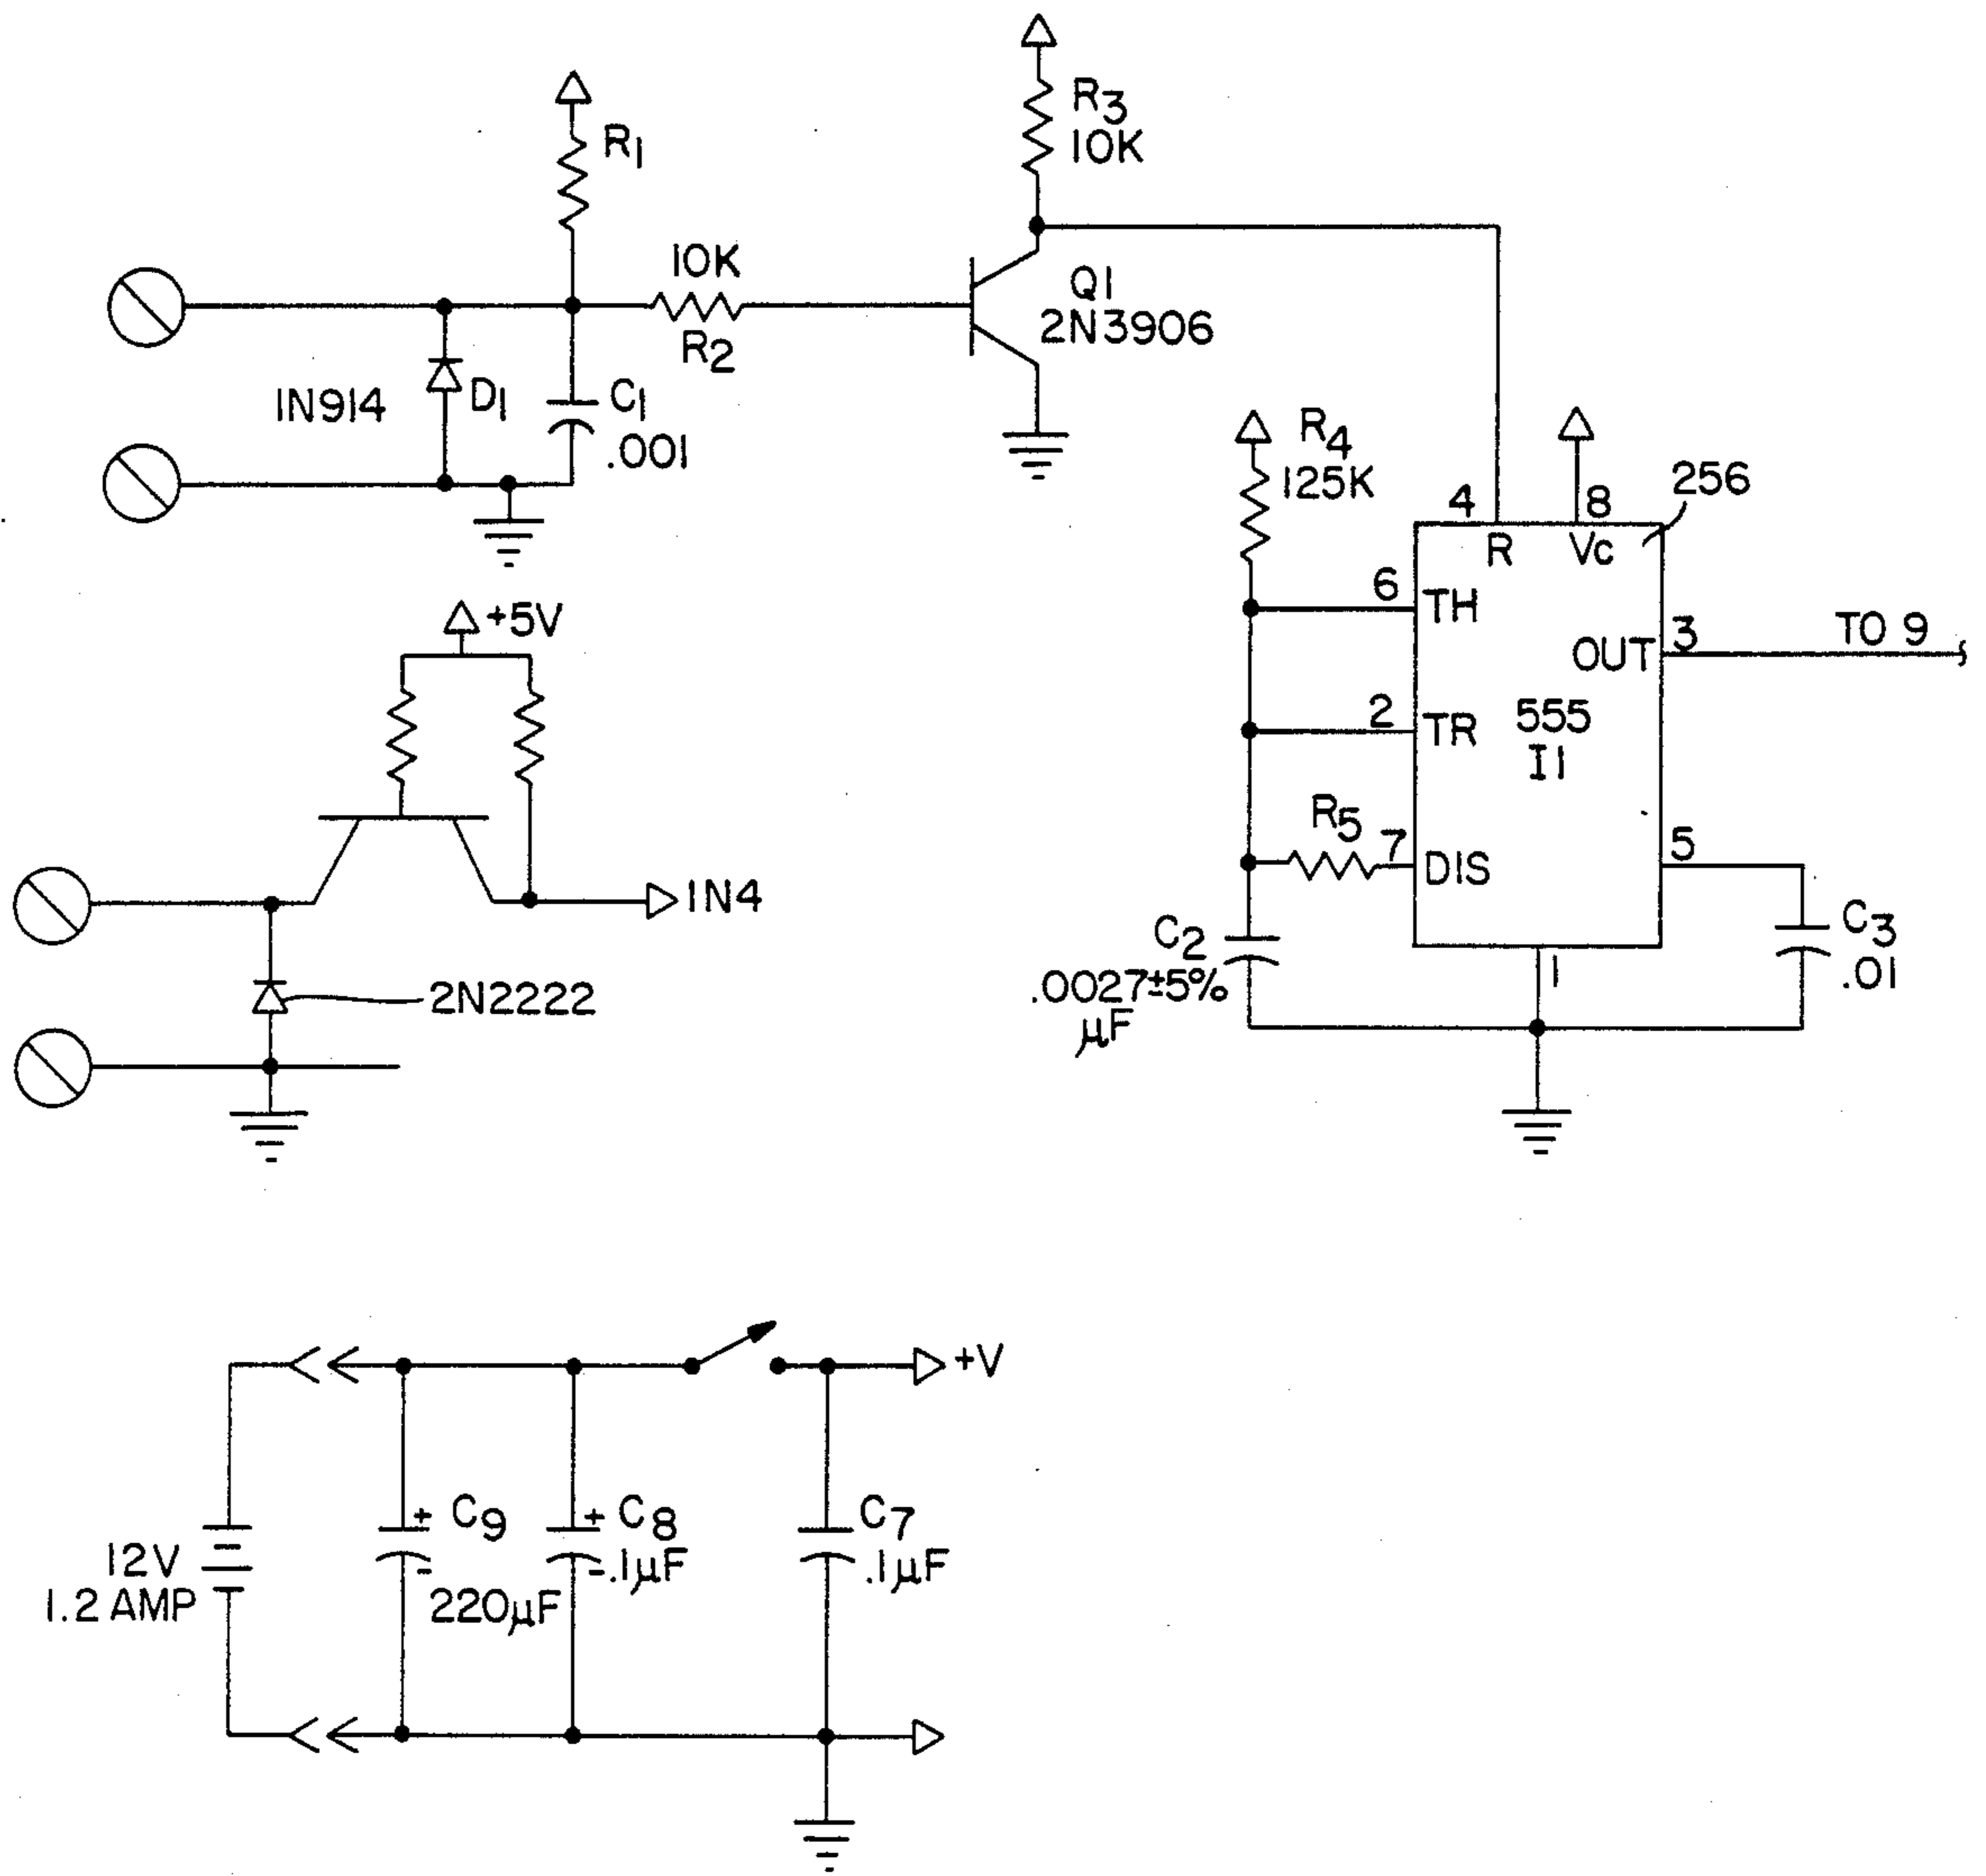 R3
10K
R1
10K
R2
Q1
2N3906
1N914
D1
C1
.001
R4
125K
256
4
8
R
Vc
6
TH
+5V
3
TO 9
OUT
2
TR
555
I1
R5
7
DIS
5
1N4
C2
.0027±5%
µF
C3
.01
1
2N2222
+V
+
C9
+
C8
C7
12V
-
-
.1µF
.1µF
1.2 AMP
220µF